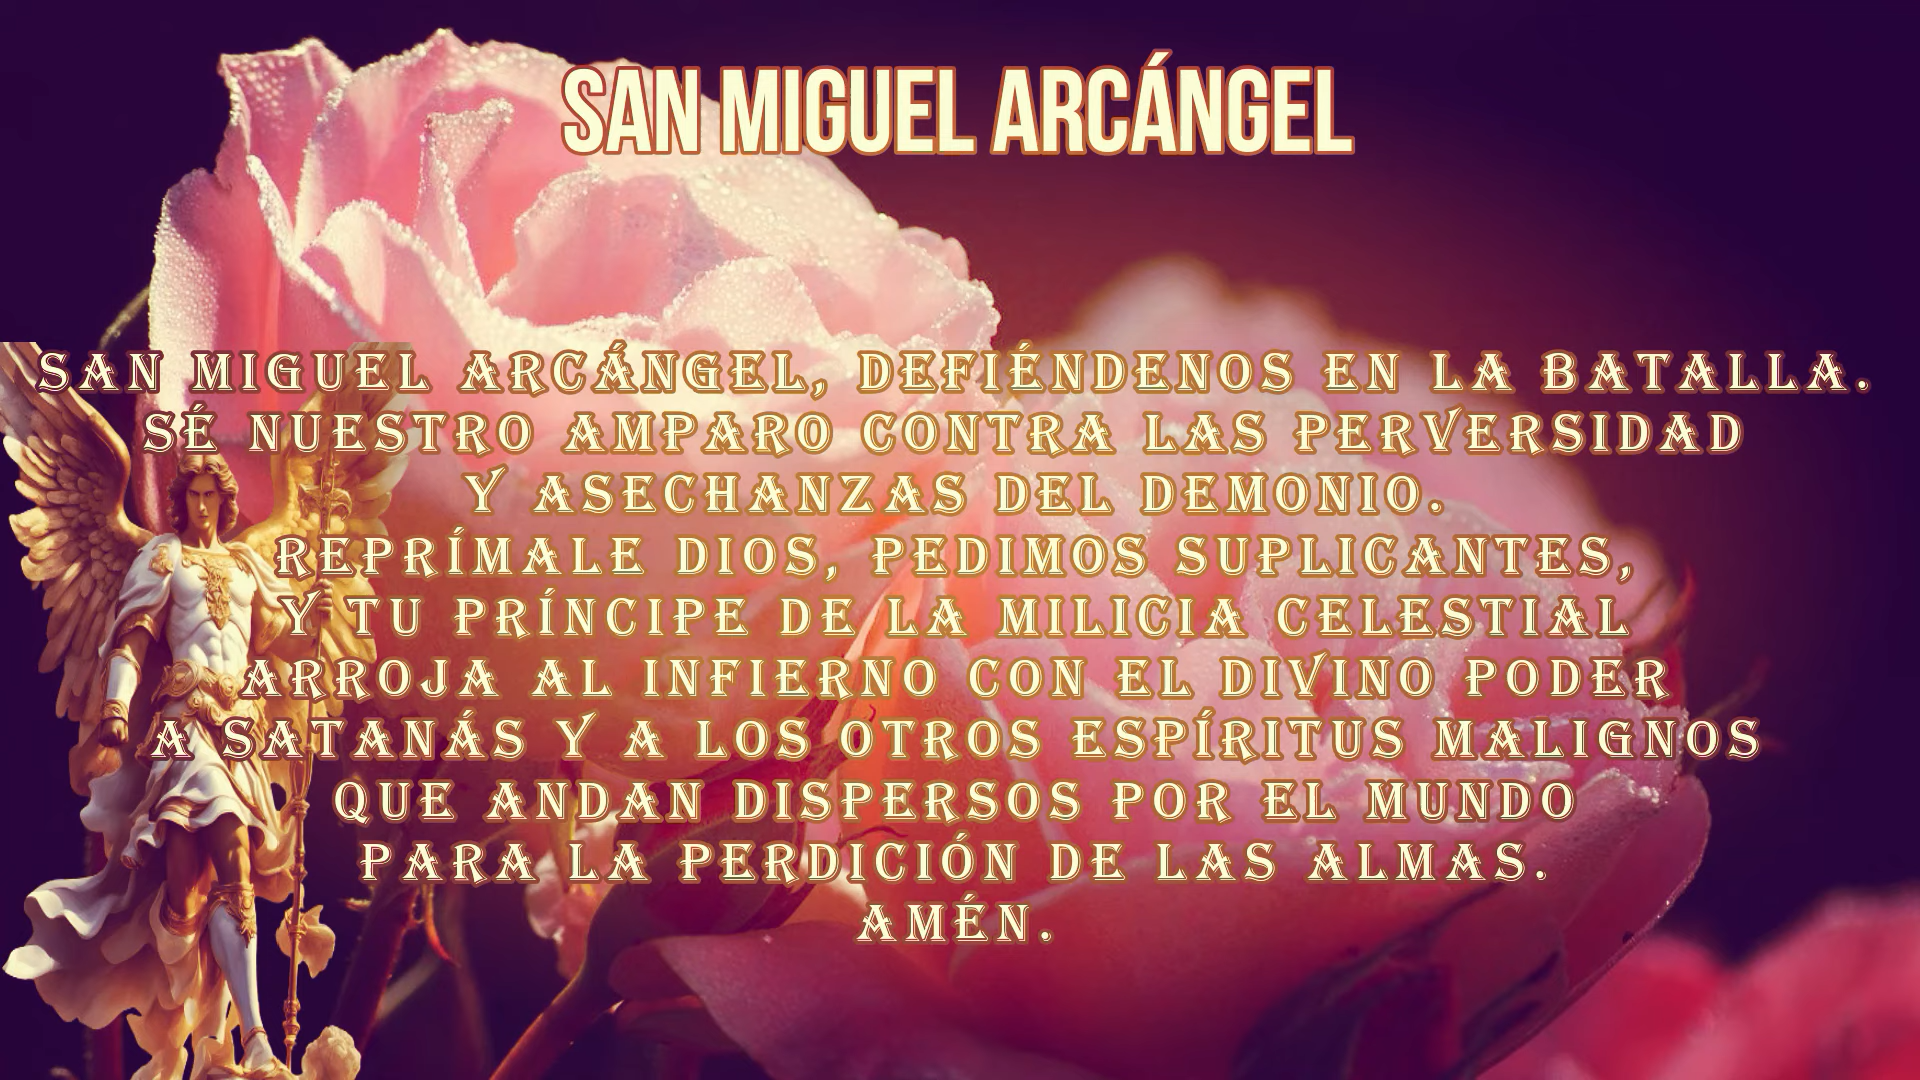 SAN MIGUEL ARCÁNGEL
SAN MIGUEL ARCÁNGEL, DEFIÉNDENOS EN LA BATALLA.
SÉ NUESTRO AMPARO CONTRA LAS PERVERSIDAD
Y ASECHANZAS DEL DEMONIO.
REPRÍMALE DIOS, PEDIMOS SUPLICANTES,
Y TU PRÍNCIPE DE LA MILICIA CELESTIAL
ARROJA AL INFIERNO CON EL DIVINO PODER
A SATANÁS Y A LOS OTROS ESPÍRITUS MALIGNOS
QUE ANDAN DISPERSOS POR EL MUNDO
PARA LA PERDICIÓN DE LAS ALMAS.
AMÉN.